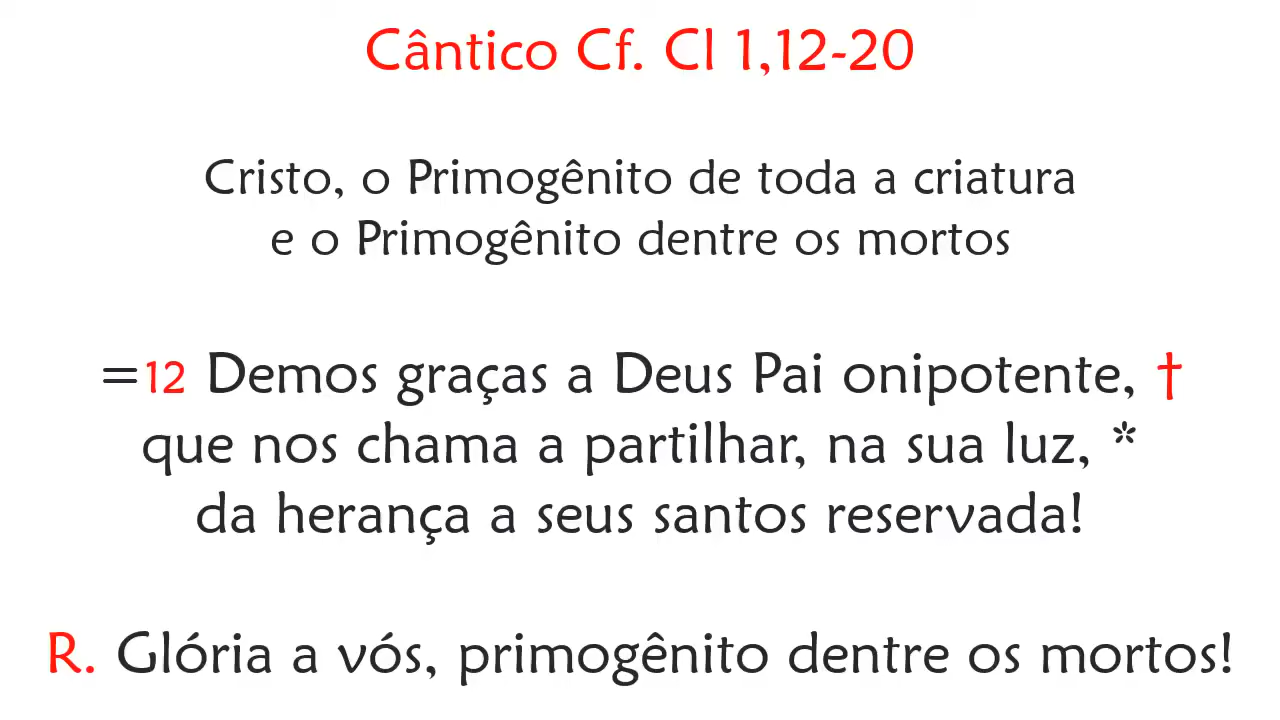 Cântico Cf. Cl 1,12-20
Cristo, o Primogênito de toda a criatura
e o Primogênito dentre os mortos
=12 Demos graças a Deus Pai onipotente, †
que nos chama a partilhar, na sua luz, *
da herança a seus santos reservada!
R. Glória a vós, primogênito dentre os mortos!